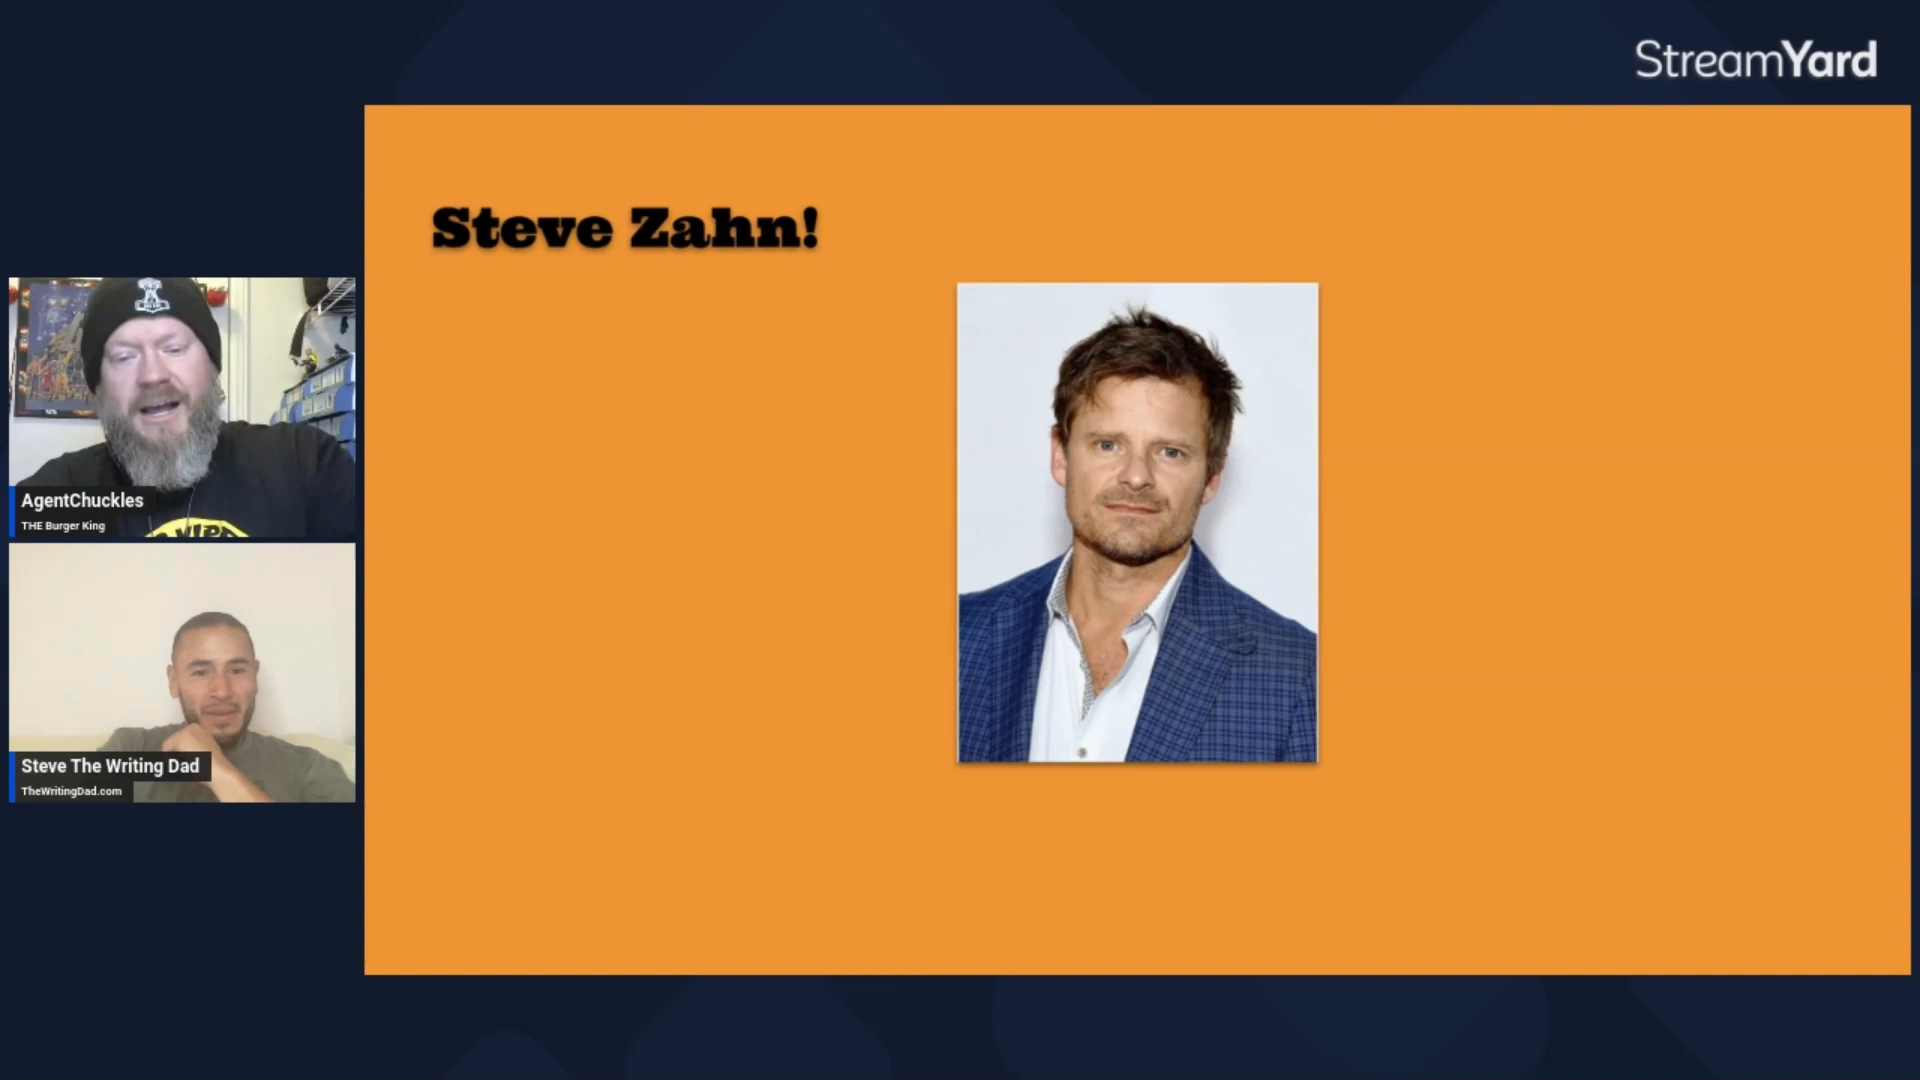 StreamYard
Steve Zahn!
AgentChuckles
THE Burger King
Steve The Writing Dad
TheWritingDad.com